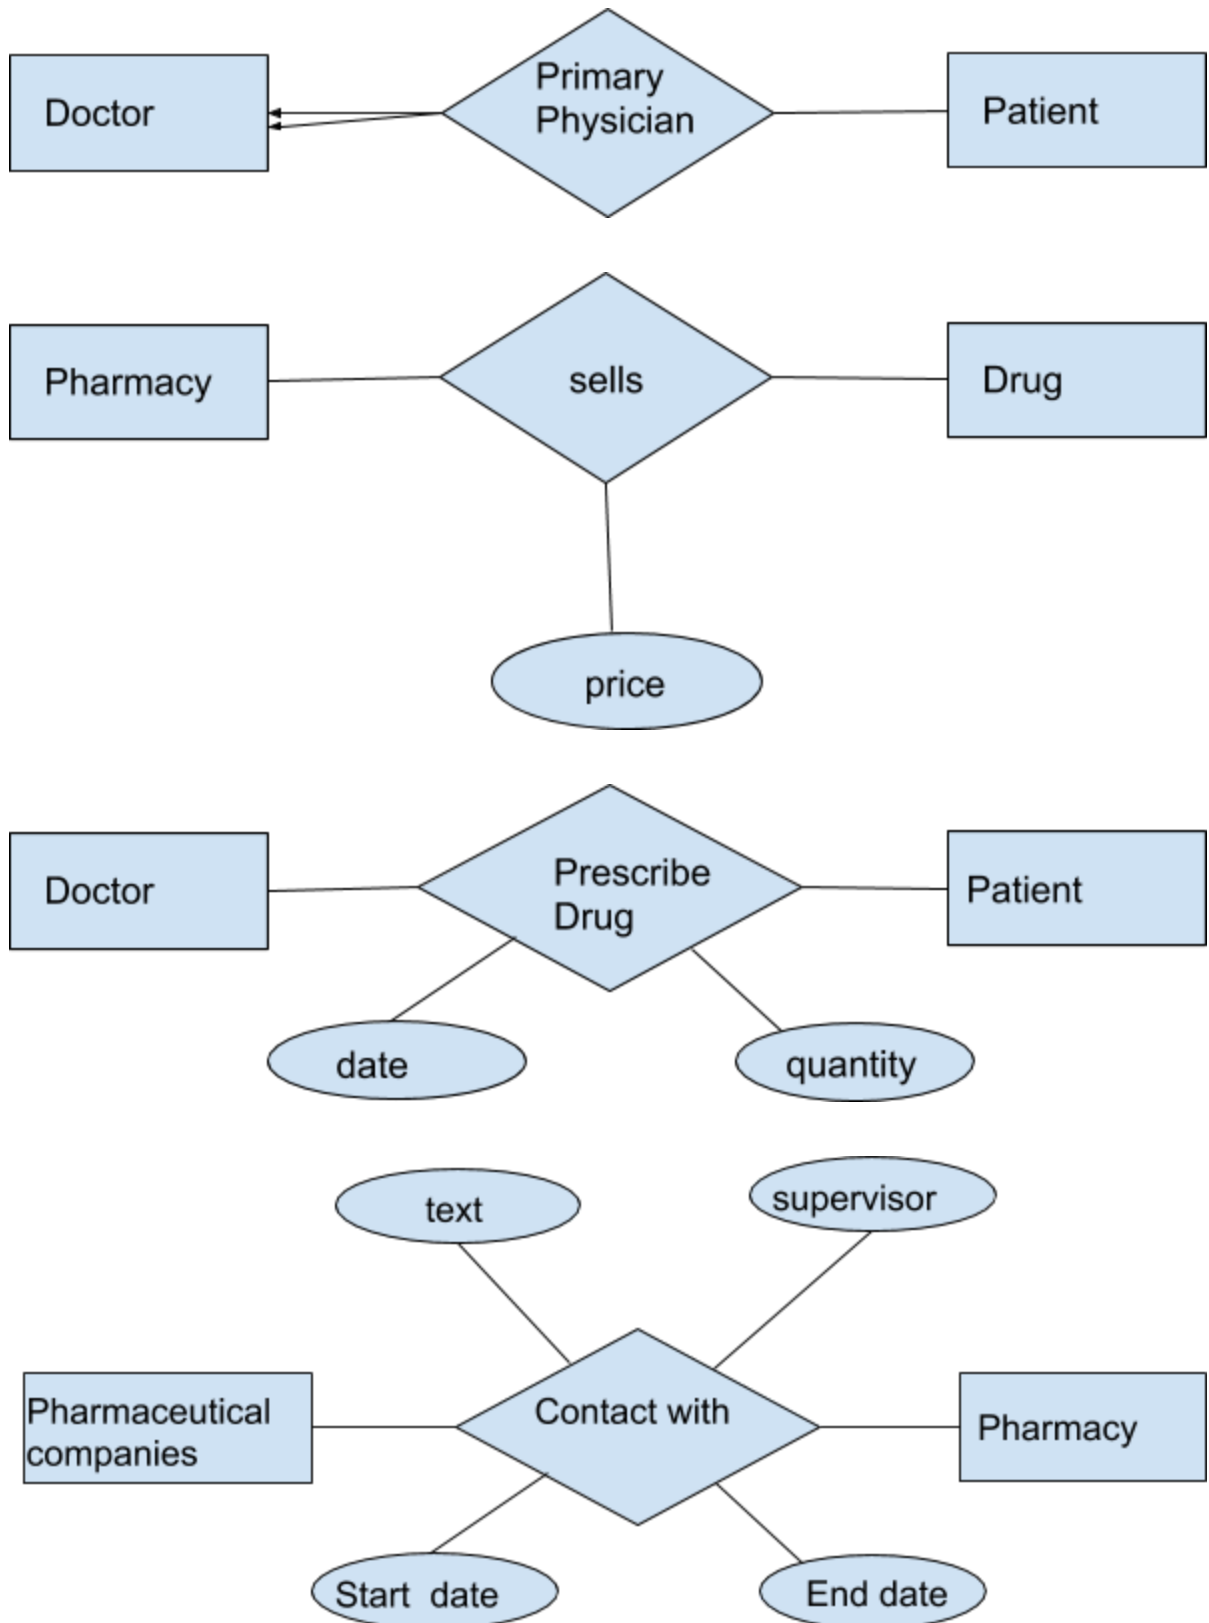 Doctor
Primary
Physician
Patient
Pharmacy
sells
Drug
price
Doctor
Prescribe
Drug
Patient
date
quantity
text
supervisor
Pharmaceutical
companies
Contact with
Pharmacy
Start date
End date